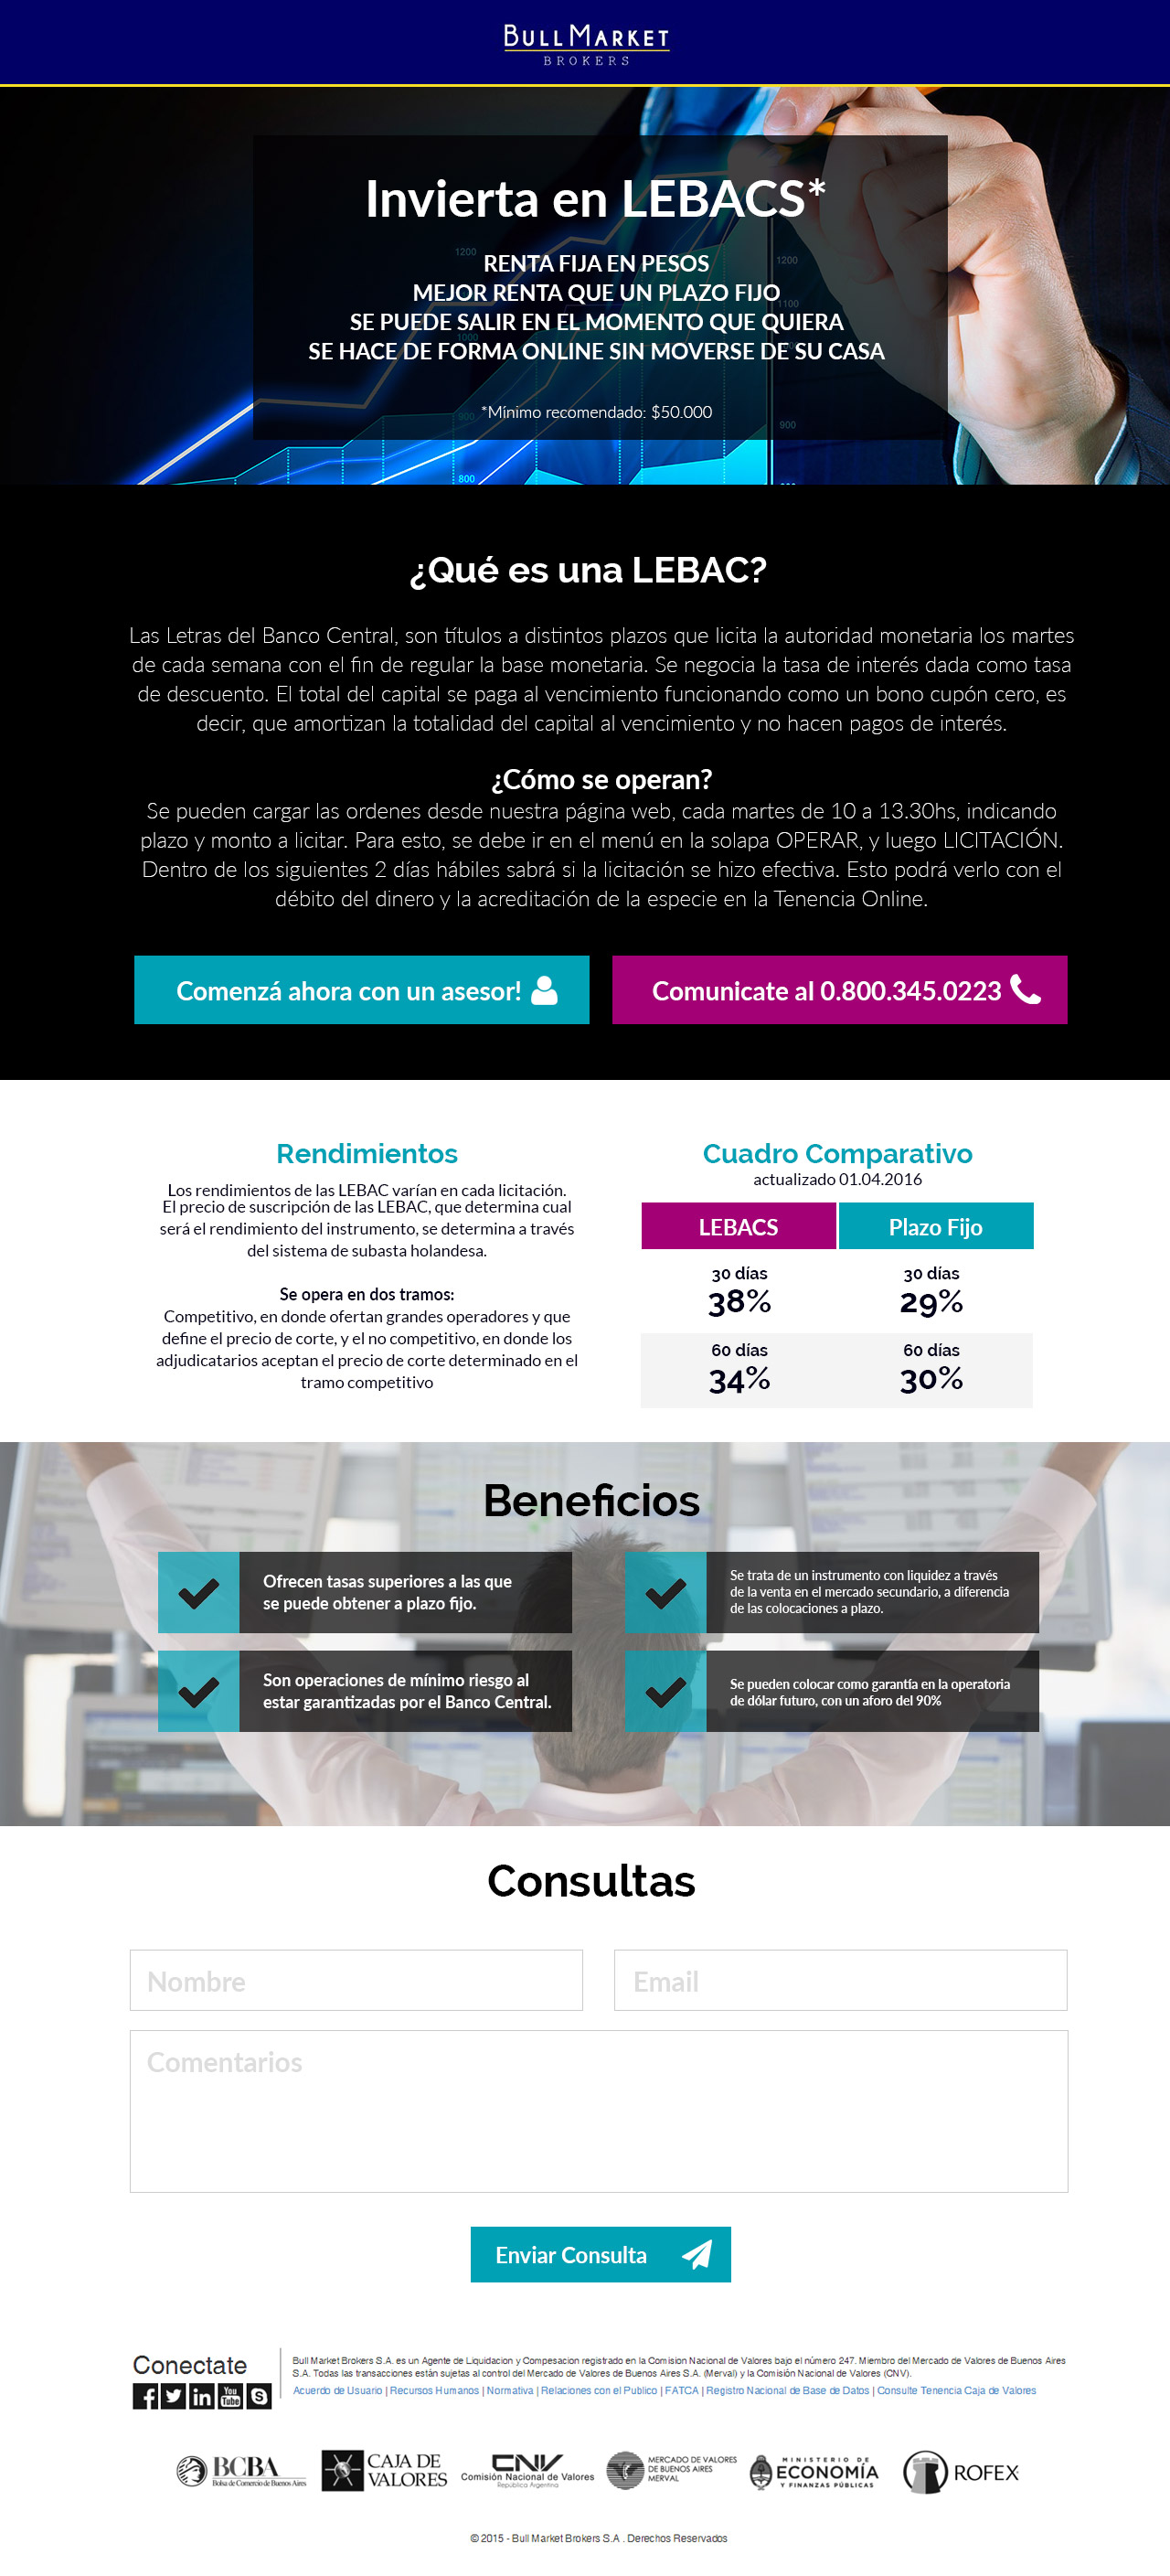 BULL MARKET
BROKERS
Invierta en LEBACS*
1200
1200
RENTA FIJA EN PESOS
MEJOR RENTA QUE UN PLAZO FIJO
1100
SE PUEDE SALIR EN EL MOMENTO QUE QUIERA
1000
SE HACE DE FORMA ONLINE SIN MOVERSE DE SU CASA
*Mínimo recomendado: $50.000
900
900
800
¿Qué es una LEBAC?
Las Letras del Banco Central, son títulos a distintos plazos que licita la autoridad monetaria los martes
de cada semana con el fin de regular la base monetaria. Se negocia la tasa de interés dada como tasa
de descuento. El total del capital se paga al vencimiento funcionando como un bono cupón cero, es
decir, que amortizan la totalidad del capital al vencimiento y no hacen pagos de interés.
¿Cómo se operan?
Se pueden cargar las ordenes desde nuestra página web, cada martes de 10 a 13.30hs, indicando
plazo y monto a licitar. Para esto, se debe ir en el menú en la solapa OPERAR, y luego LICITACIÓN.
Dentro de los siguientes 2 días hábiles sabrá si la licitación se hizo efectiva. Esto podrá verlo con el
débito del dinero y la acreditación de la especie en la Tenencia Online.
Comenzá ahora con un asesor!
Comunicate al 0.800.345.0223
Rendimientos
Los rendimientos de las LEBAC varían en cada licitación.
El precio de suscripción de las LEBAC, que determina cual
será el rendimiento del instrumento, se determina a través
del sistema de subasta holandesa.
Se opera en dos tramos:
Competitivo, en donde ofertan grandes operadores y que
define el precio de corte, y el no competitivo, en donde los
adjudicatarios aceptan el precio de corte determinado en el
tramo competitivo
Cuadro Comparativo
actualizado 01.04.2016
LEBACS
Plazo Fijo
30 días
30 días
38%
29%
60 días
60 días
34%
30%
Beneficios
Ofrecen tasas superiores a las que
se puede obtener a plazo fijo.
Se trata de un instrumento con liquidez a través
de la venta en el mercado secundario, a diferencia
de las colocaciones a plazo.
Son operaciones de mínimo riesgo al
estar garantizadas por el Banco Central.
Se pueden colocar como garantía en la operatoria
de dólar futuro, con un aforo del 90%
Consultas
Nombre
Email
Comentarios
Enviar Consulta
Conectate
You
Tube
Bull Market Brokers S.A. es un Agente de Liquidacion y Compesacion registrado en la Comision Nacional de Valores bajo el número 247. Miembro del Mercado de Valores de Buenos Aires
S.A. Todas las transacciones están sujetas al control del Mercado de Valores de Buenos Aires S.A. (Merval) y la Comisión Nacional de Valores (CNV).
Acuerdo de Usuario | Recursos Humanos | Normativa | Relaciones con el Publico | FATCA | Registro Nacional de Base de Datos | Consulte Tenencia Caja de Valores
BCBA
Bolsa de Comercio de Buenos Aires
CAJA DE
VALORES
CNV
Comisión Nacional de Valores
República Argentina
MERCADO DE VALORES
DE BUENOS AIRES
MERVAL
MINISTERIO DE
ECONOMÍA
Y FINANZAS PÚBLICAS
ROFEX
© 2015 - Bull Market Brokers S.A . Derechos Reservados